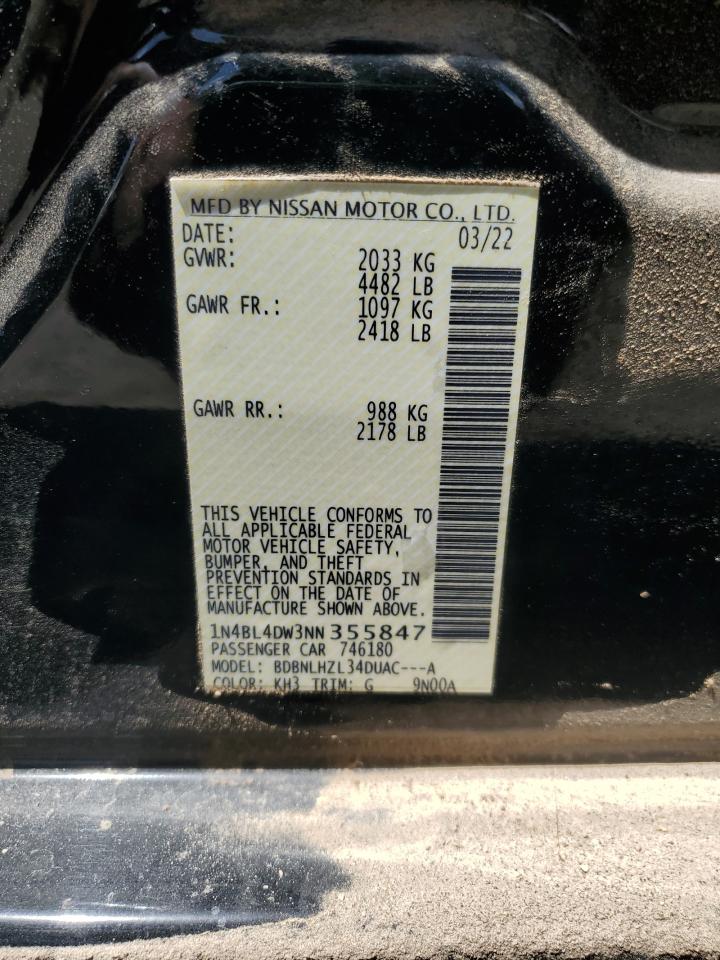 MFD BY NISSAN MOTOR CO., LTD.
DATE: 03/22
GVWR: 2033 KG
4482 LB
GAWR FR.: 1097 KG
2418 LB
GAWR RR.: 988 KG
2178 LB
THIS VEHICLE CONFORMS TO
ALL APPLICABLE FEDERAL
MOTOR VEHICLE SAFETY,
BUMPER, AND THEFT
PREVENTION STANDARDS IN
EFFECT ON THE DATE OF
MANUFACTURE SHOWN ABOVE.
1N4BL4DW3NN355847
PASSENGER CAR 746180
MODEL: BDBNLHZL34DUAC---A
COLOR: KH3 TRIM: G 9N00A